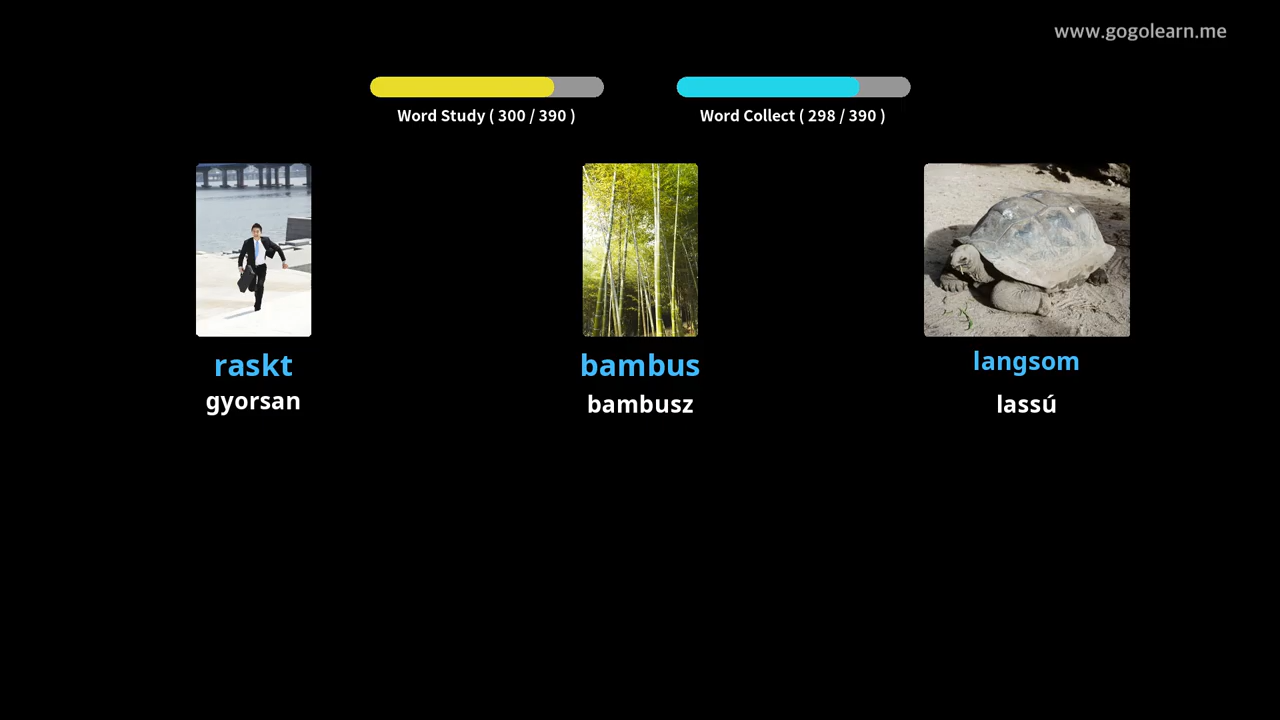 www.gogolearn.me
Word Study ( 300 / 390 )
Word Collect ( 298 / 390 )
raskt
gyorsan
bambus
bambusz
langsom
lassú